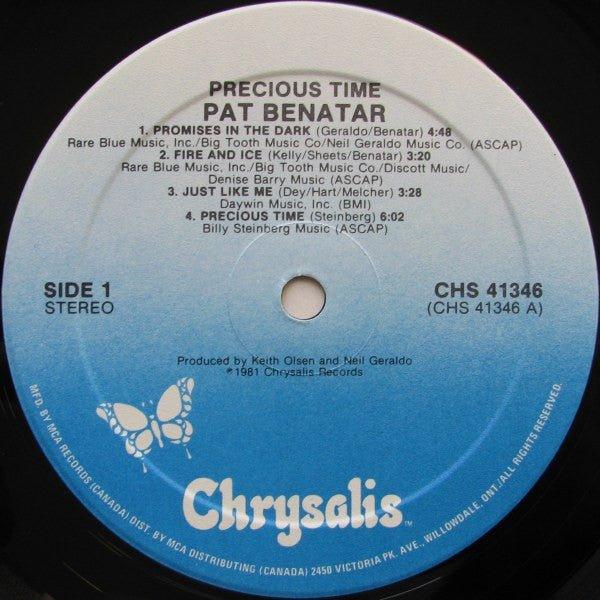 PRECIOUS TIME
PAT BENATAR
1. PROMISES IN THE DARK (Geraldo/Benatar) 4:48
Rare Blue Music, Inc./Big Tooth Music Co/Neil Geraldo Music Co. (ASCAP)
2. FIRE AND ICE (Kelly/Sheets/Benatar) 3:20
Rare Blue Music, Inc./Big Tooth Music Co./Discott Music/
Denise Barry Music (ASCAP)
3. JUST LIKE ME (Dey/Hart/Melcher) 3:28
Daywin Music, Inc. (BMI)
4. PRECIOUS TIME (Steinberg) 6:02
Billy Steinberg Music (ASCAP)
SIDE 1
STEREO
CHS 41346
(CHS 41346 A)
Produced by Keith Olsen and Neil Geraldo
℗1981 Chrysalis Records
Chrysalis™
MFD. BY MCA RECORDS (CANADA) DIST. BY MCA DISTRIBUTING (CANADA) 2450 VICTORIA PK. AVE., WILLOWDALE, ONT./ALL RIGHTS RESERVED.